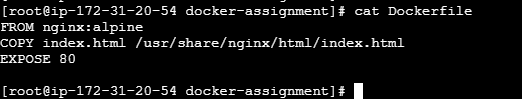 [root@ip-172-31-20-54 docker-assignment]# cat Dockerfile
FROM nginx:alpine
COPY index.html /usr/share/nginx/html/index.html
EXPOSE 80
[root@ip-172-31-20-54 docker-assignment]#